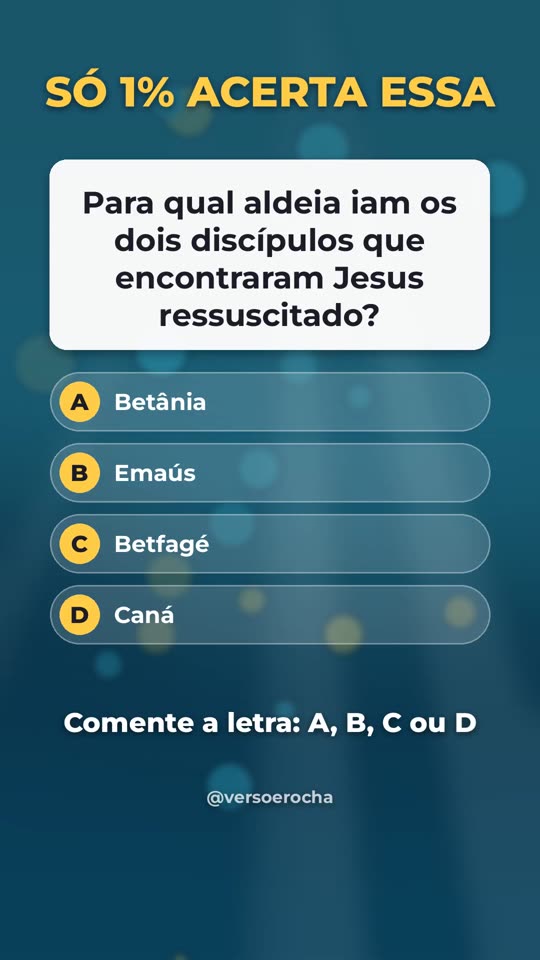 SÓ 1% ACERTA ESSA
Para qual aldeia iam os
dois discípulos que
encontraram Jesus
ressuscitado?
A Betânia
B Emaús
C Betfagé
D Caná
Comente a letra: A, B, C ou D
@versoerocha